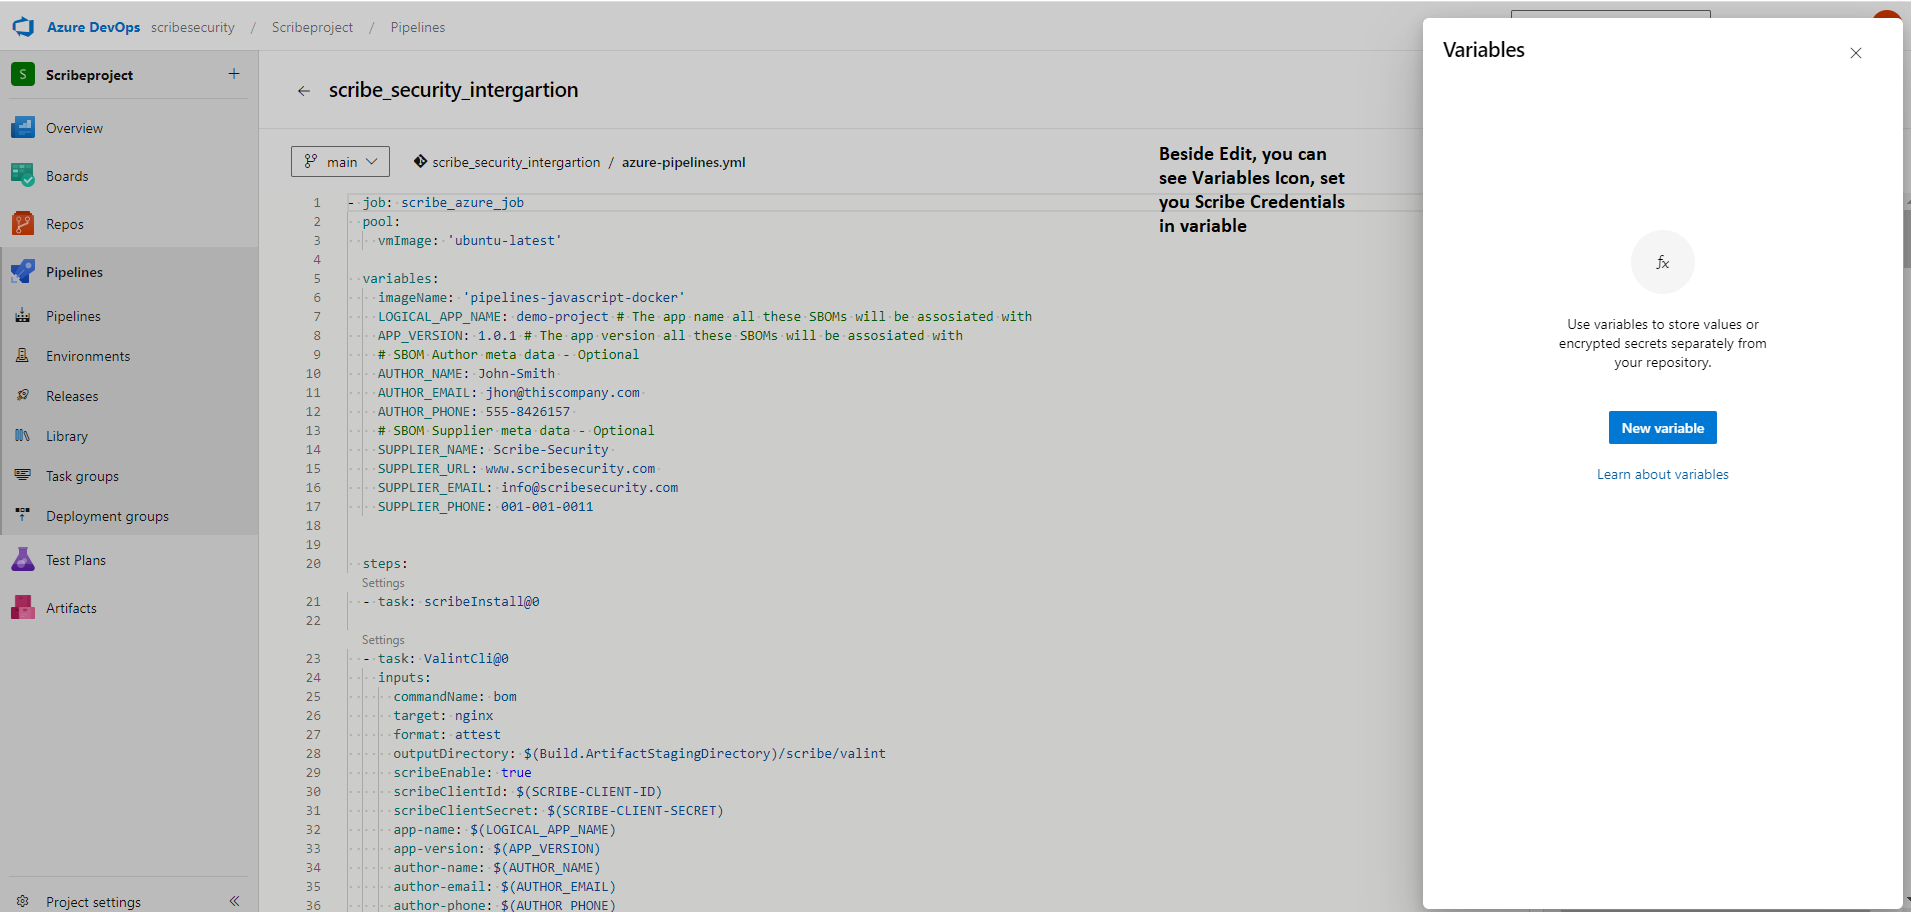 Azure DevOps scribesecurity / Scribeproject / Pipelines
S Scribeproject +
Overview
Boards
Repos
Pipelines
Pipelines
Environments
Releases
Library
Task groups
Deployment groups
Test Plans
Artifacts
Project settings
scribe_security_intergartion
main scribe_security_intergartion / azure-pipelines.yml
Beside Edit, you can
see Variables Icon, set
you Scribe Credentials
in variable
1 - job: scribe_azure_job
2 pool:
3 vmImage: 'ubuntu-latest'
4
5 variables:
6 imageName: 'pipelines-javascript-docker'
7 LOGICAL_APP_NAME: demo-project # The app name all these SBOMs will be assosiated with
8 APP_VERSION: 1.0.1 # The app version all these SBOMs will be assosiated with
9 # SBOM Author meta data - Optional
10 AUTHOR_NAME: John-Smith
11 AUTHOR_EMAIL: jhon@thiscompany.com
12 AUTHOR_PHONE: 555-8426157
13 # SBOM Supplier meta data - Optional
14 SUPPLIER_NAME: Scribe-Security
15 SUPPLIER_URL: www.scribesecurity.com
16 SUPPLIER_EMAIL: info@scribesecurity.com
17 SUPPLIER_PHONE: 001-001-0011
18
19
20 steps:
Settings
21 - task: scribeInstall@0
22
Settings
23 - task: ValintCli@0
24 inputs:
25 commandName: bom
26 target: nginx
27 format: attest
28 outputDirectory: $(Build.ArtifactStagingDirectory)/scribe/valint
29 scribeEnable: true
30 scribeClientId: $(SCRIBE-CLIENT-ID)
31 scribeClientSecret: $(SCRIBE-CLIENT-SECRET)
32 app-name: $(LOGICAL_APP_NAME)
33 app-version: $(APP_VERSION)
34 author-name: $(AUTHOR_NAME)
35 author-email: $(AUTHOR_EMAIL)
36 author-phone: $(AUTHOR_PHONE)
Variables
fx
Use variables to store values or
encrypted secrets separately from
your repository.
New variable
Learn about variables